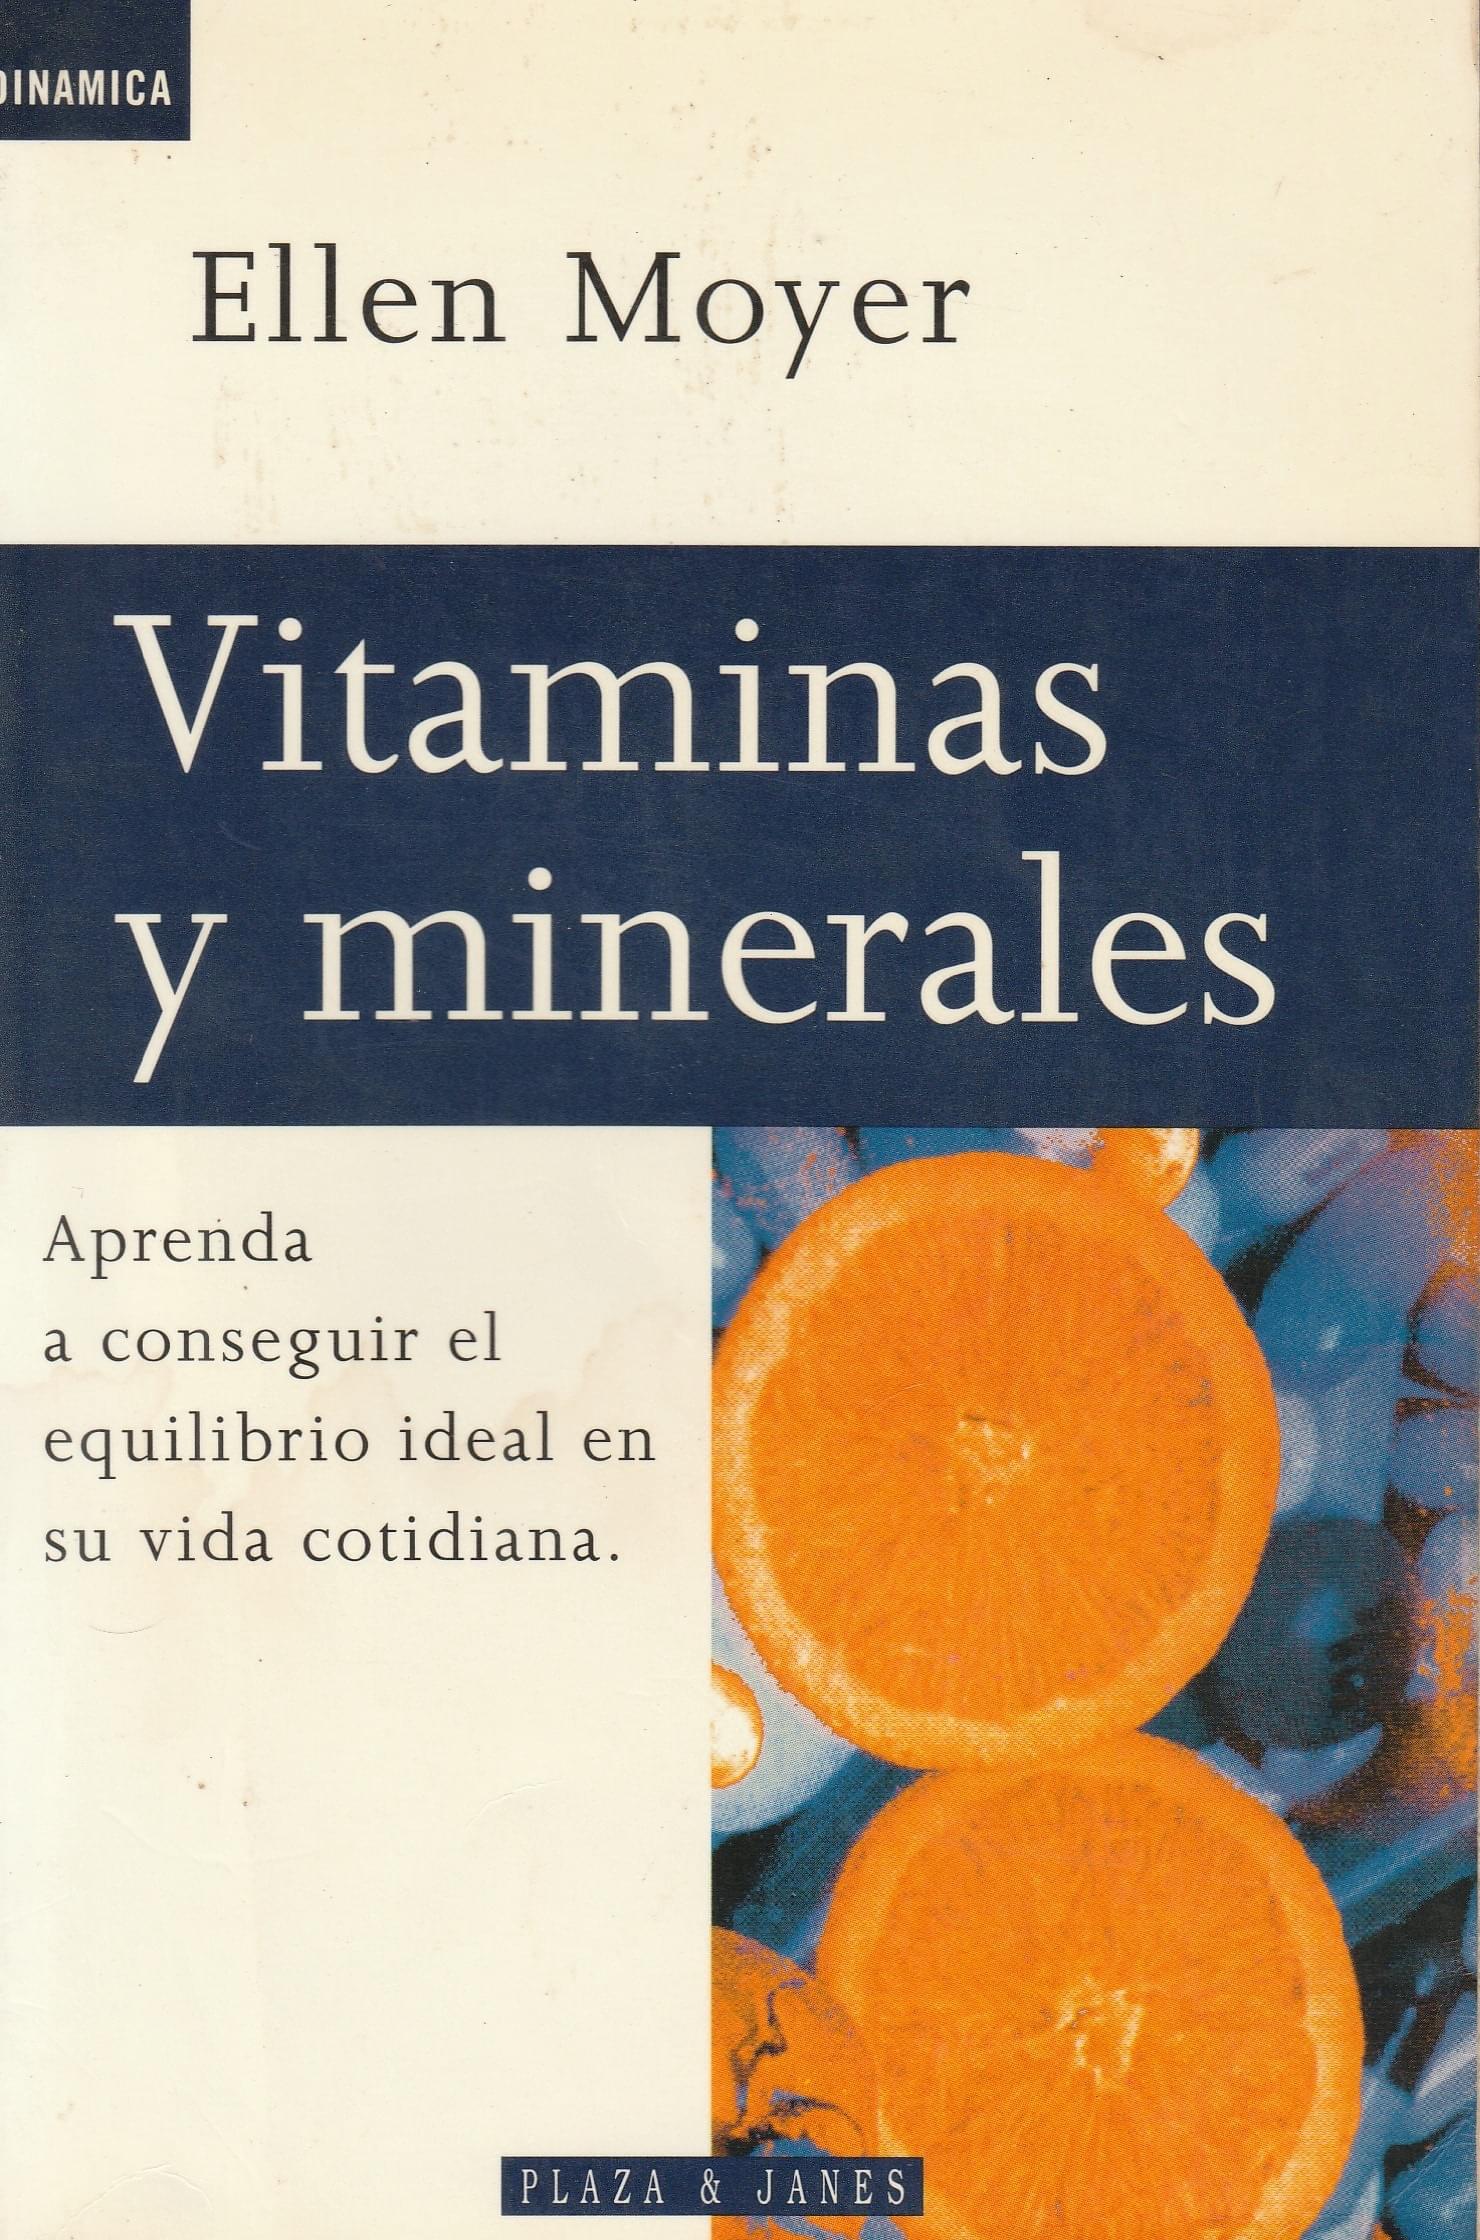 DINAMICA
Ellen Moyer
Vitaminas
y minerales
Aprenda
a conseguir el
equilibrio ideal en
su vida cotidiana.
PLAZA & JANES